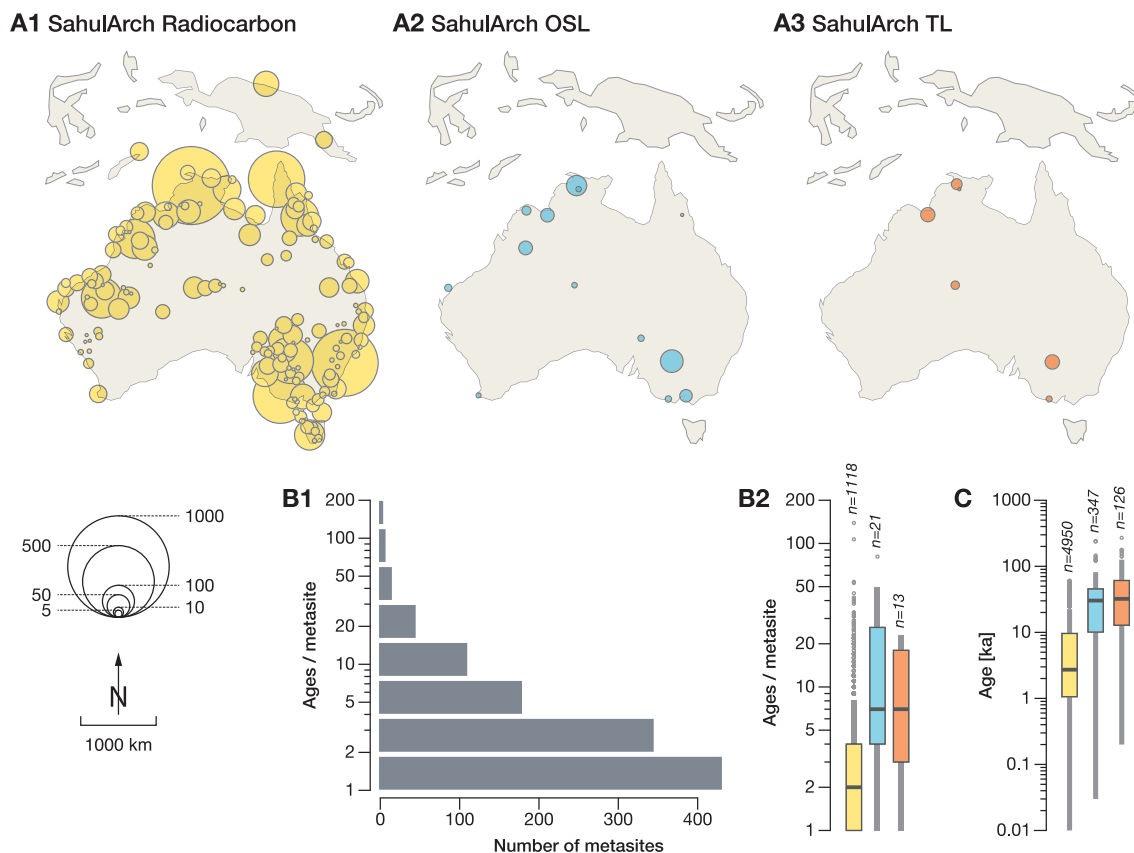 A1 SahulArch Radiocarbon
A2 SahulArch OSL
A3 SahulArch TL
1000
500
100
50
10
5
N
1000 km
B1
200
100
50
20
10
5
2
1
Ages / metasite
0
100
200
300
400
Number of metasites
B2
200
100
50
20
10
5
2
1
Ages / metasite
n=1118
n=21
n=13
C
1000
100
10
1
0.1
0.01
Age [ka]
n=4950
n=347
n=126